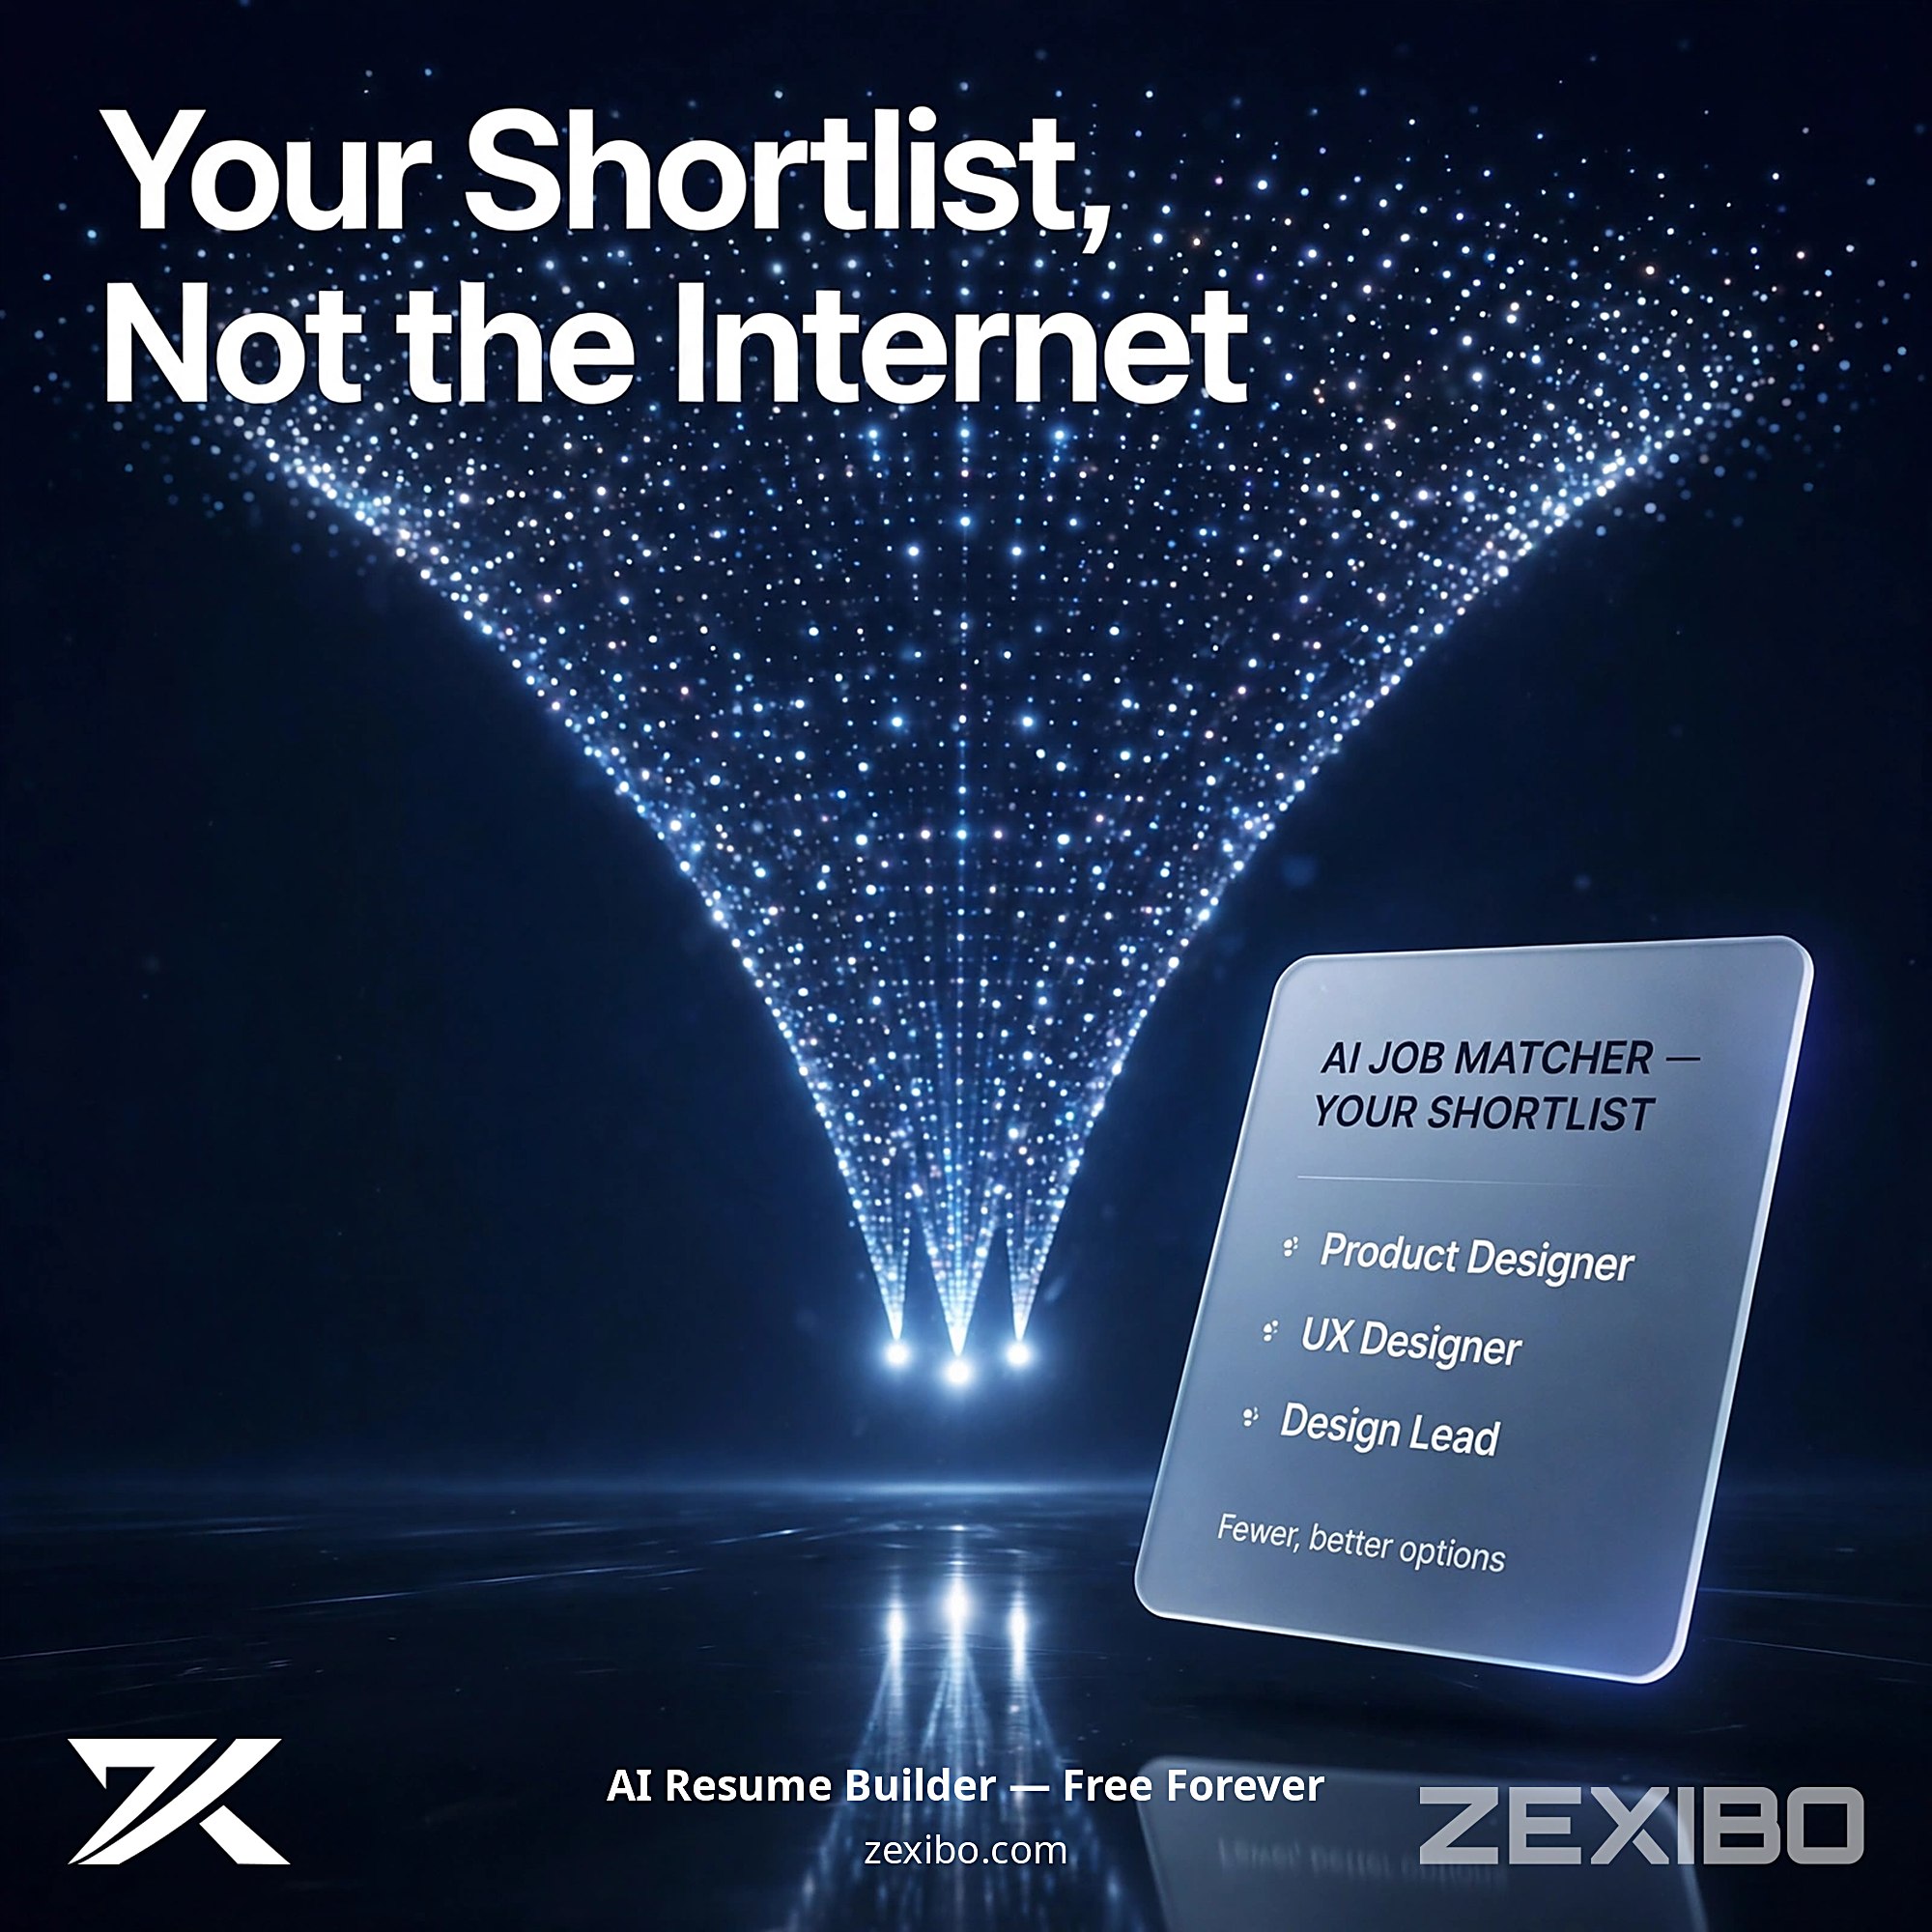 Your Shortlist,
Not the Internet
AI JOB MATCHER —
YOUR SHORTLIST
Product Designer
UX Designer
Design Lead
Fewer, better options
AI Resume Builder — Free Forever
zexibo.com
ZEXIBO